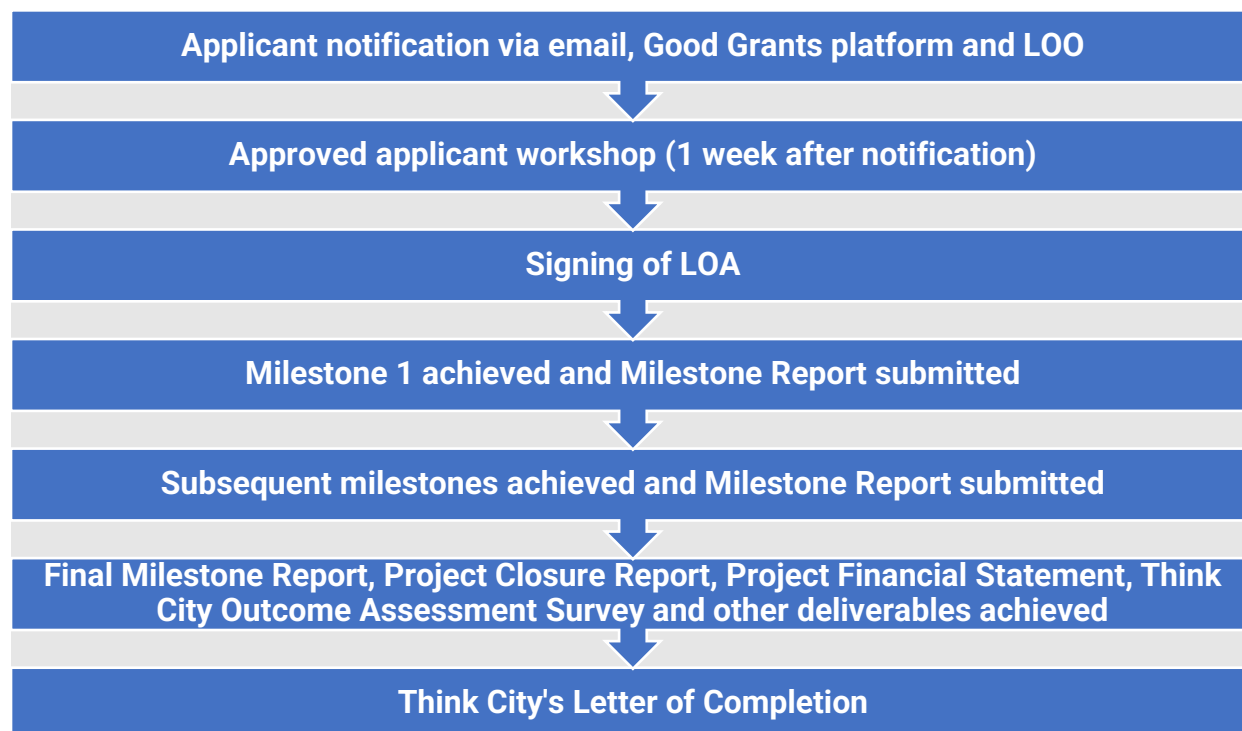 Applicant notification via email, Good Grants platform and LOO
Approved applicant workshop (1 week after notification)
Signing of LOA
Milestone 1 achieved and Milestone Report submitted
Subsequent milestones achieved and Milestone Report submitted
Final Milestone Report, Project Closure Report, Project Financial Statement, Think
City Outcome Assessment Survey and other deliverables achieved
Think City's Letter of Completion